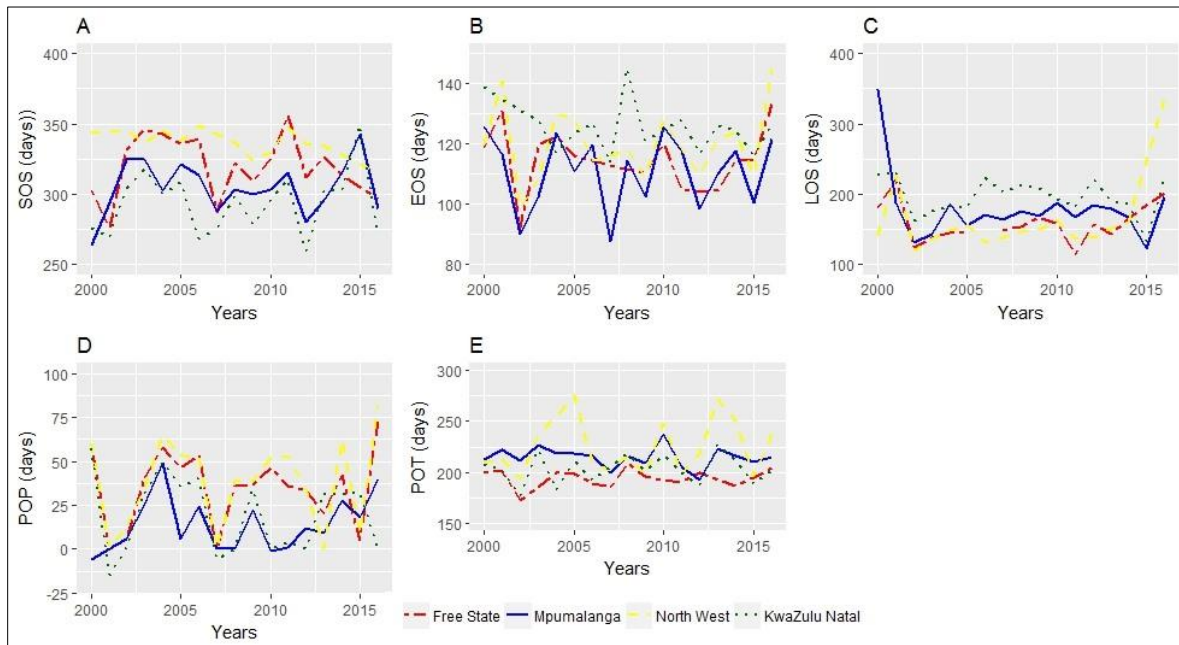 A
SOS (days))
400
350
300
250
2000 2005 2010 2015
Years
B
EOS (days)
140
120
100
80
2000 2005 2010 2015
Years
C
LOS (days)
400
300
200
100
2000 2005 2010 2015
Years
D
POP (days)
100
75
50
25
0
-25
2000 2005 2010 2015
Years
E
POT (days)
300
250
200
150
2000 2005 2010 2015
Years
Free State Mpumalanga North West KwaZulu Natal